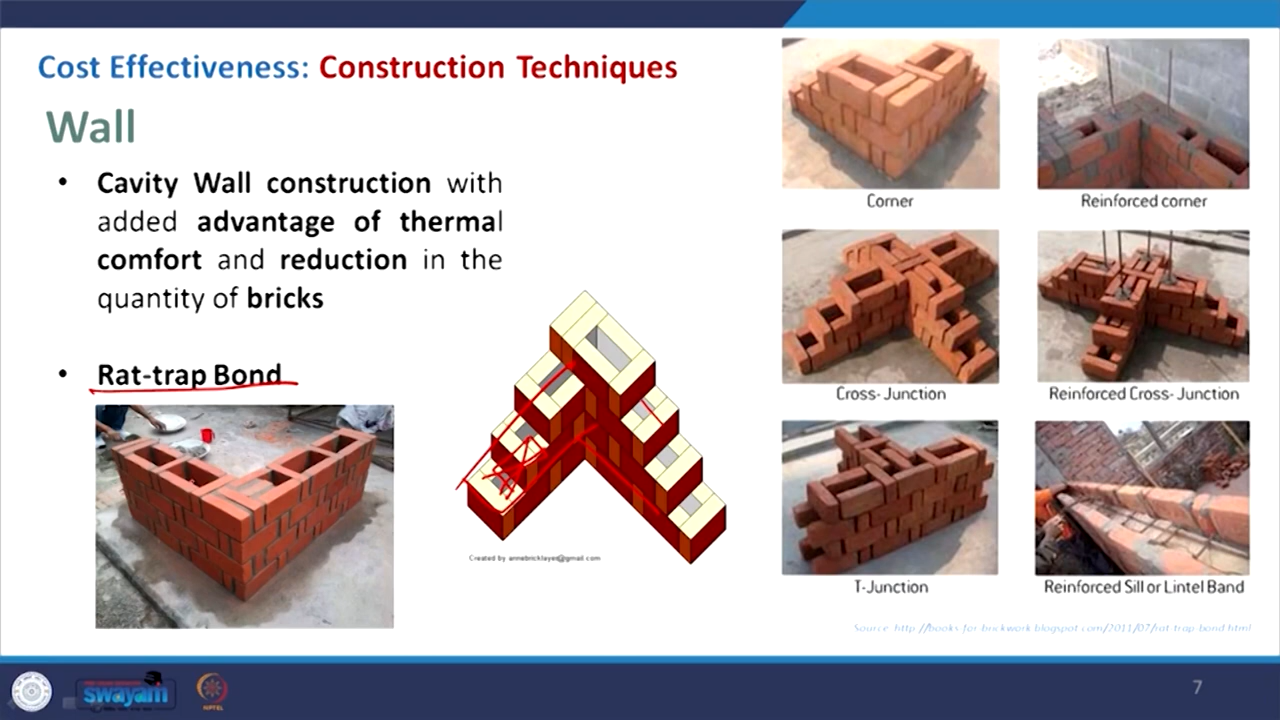 Cost Effectiveness: Construction Techniques
Wall
• Cavity Wall construction with
added advantage of thermal
comfort and reduction in the
quantity of bricks
• Rat-trap Bond
Created by annebricklayer@gmail.com
Corner
Reinforced corner
Cross- Junction
Reinforced Cross- Junction
T-Junction
Reinforced Sill or Lintel Band
Source: http://books-for-brickwork.blogspot.com/2011/07/rat-trap-bond.html
swayam
NPTEL
7